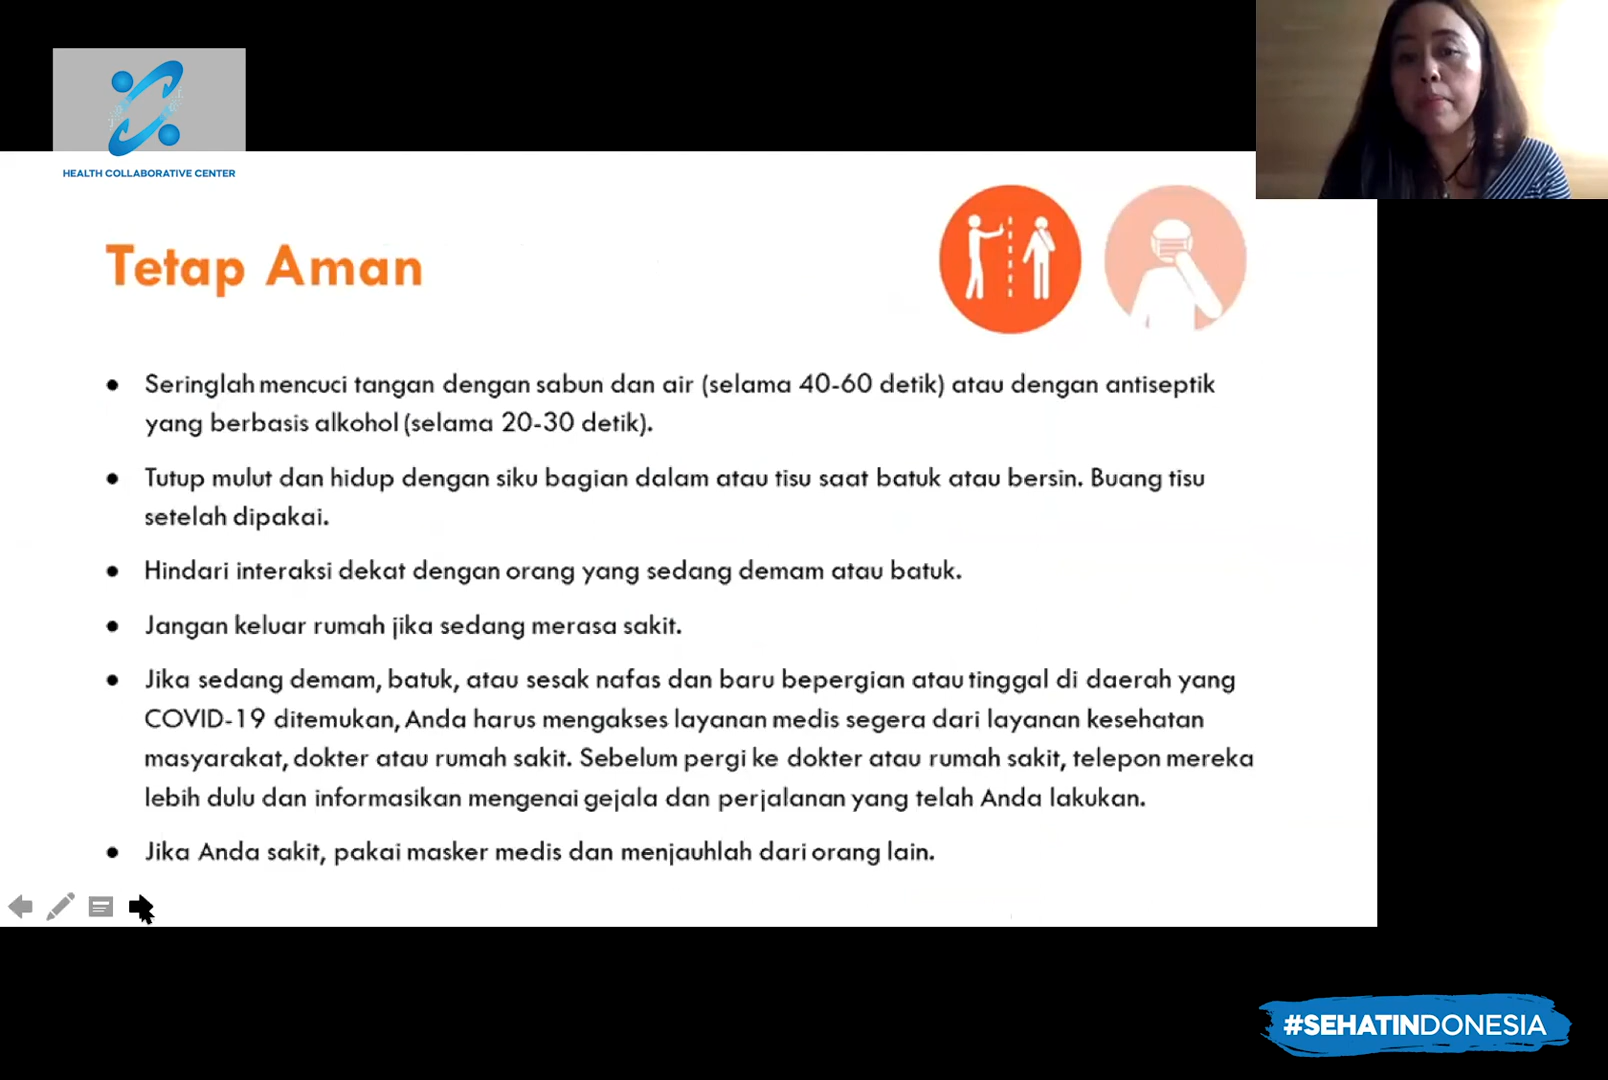 HEALTH COLLABORATIVE CENTER
Tetap Aman
• Seringlah mencuci tangan dengan sabun dan air (selama 40-60 detik) atau dengan antiseptik
yang berbasis alkohol (selama 20-30 detik).
• Tutup mulut dan hidup dengan siku bagian dalam atau tisu saat batuk atau bersin. Buang tisu
setelah dipakai.
• Hindari interaksi dekat dengan orang yang sedang demam atau batuk.
• Jangan keluar rumah jika sedang merasa sakit.
• Jika sedang demam, batuk, atau sesak nafas dan baru bepergian atau tinggal di daerah yang
COVID-19 ditemukan, Anda harus mengakses layanan medis segera dari layanan kesehatan
masyarakat, dokter atau rumah sakit. Sebelum pergi ke dokter atau rumah sakit, telepon mereka
lebih dulu dan informasikan mengenai gejala dan perjalanan yang telah Anda lakukan.
• Jika Anda sakit, pakai masker medis dan menjauhlah dari orang lain.
#SEHATINDONESIA